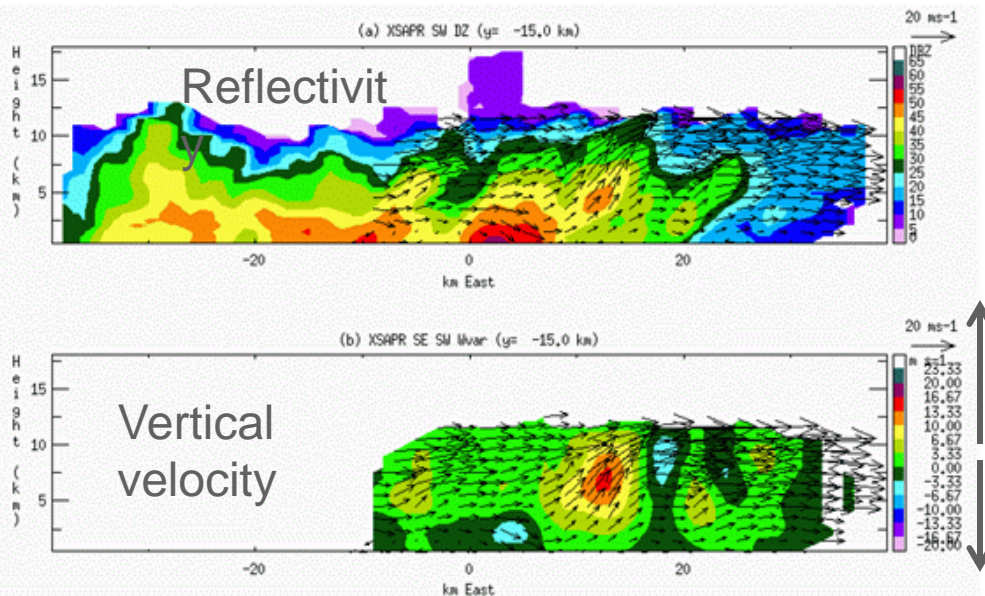 20 ms-1
(a) XSAPR SW DZ (y= -15.0 km)
Height (km)
Reflectivit
y
15
10
5
DBZ
65
60
55
50
45
40
35
30
25
20
15
10
5
0
-20
0
20
km East
20 ms-1
(b) XSAPR SE SW Wvar (y= -15.0 km)
Height (km)
Vertical
velocity
15
10
5
m s-1
23.33
20.00
16.67
13.33
10.00
6.67
3.33
0.00
-3.33
-6.67
-10.00
-13.33
-16.67
-20.00
-20
0
20
km East